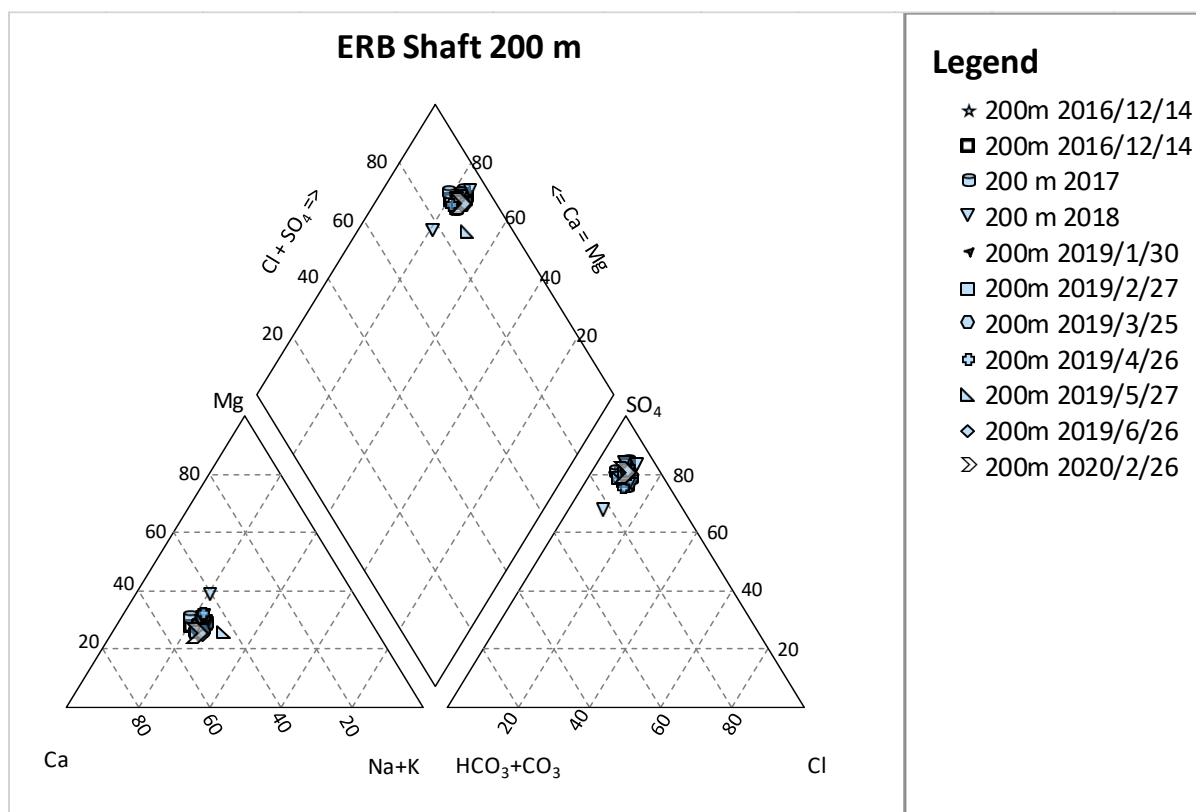 ERB Shaft 200 m
80
80
60
60
Cl + SO₄ =>
<= Ca = Mg
40
40
20
20
Mg
SO₄
80
80
60
60
40
40
20
20
80
60
40
20
20
40
60
80
Ca
Na+K
HCO₃+CO₃
Cl
Legend
200m 2016/12/14
200m 2016/12/14
200 m 2017
200 m 2018
200m 2019/1/30
200m 2019/2/27
200m 2019/3/25
200m 2019/4/26
200m 2019/5/27
200m 2019/6/26
200m 2020/2/26